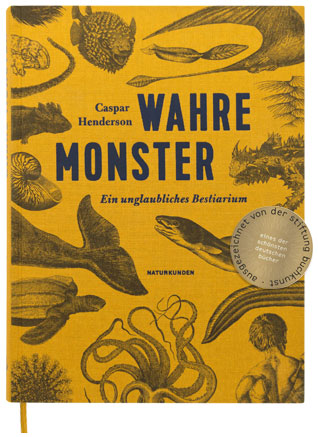 Caspar
Henderson
WAHRE
MONSTER
Ein unglaubliches Bestiarium
NATURKUNDEN
ausgezeichnet von der stiftung buchkunst ·
eines der
schönsten
deutschen
bücher